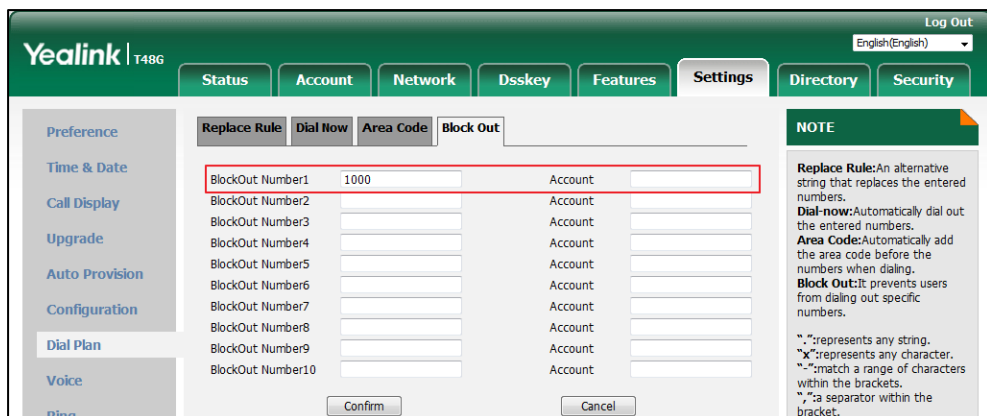 Log Out
English(English)
Yealink | T48G
Status Account Network Dsskey Features Settings Directory Security
Preference
Time & Date
Call Display
Upgrade
Auto Provision
Configuration
Dial Plan
Voice
Ring
Replace Rule Dial Now Area Code Block Out
BlockOut Number1 1000 Account
BlockOut Number2 Account
BlockOut Number3 Account
BlockOut Number4 Account
BlockOut Number5 Account
BlockOut Number6 Account
BlockOut Number7 Account
BlockOut Number8 Account
BlockOut Number9 Account
BlockOut Number10 Account
Confirm Cancel
NOTE
Replace Rule:An alternative
string that replaces the entered
numbers.
Dial-now:Automatically dial out
the entered numbers.
Area Code:Automatically add
the area code before the
numbers when dialing.
Block Out:It prevents users
from dialing out specific
numbers.
".":represents any string.
"x":represents any character.
"-":match a range of characters
within the brackets.
",":a separator within the
bracket.